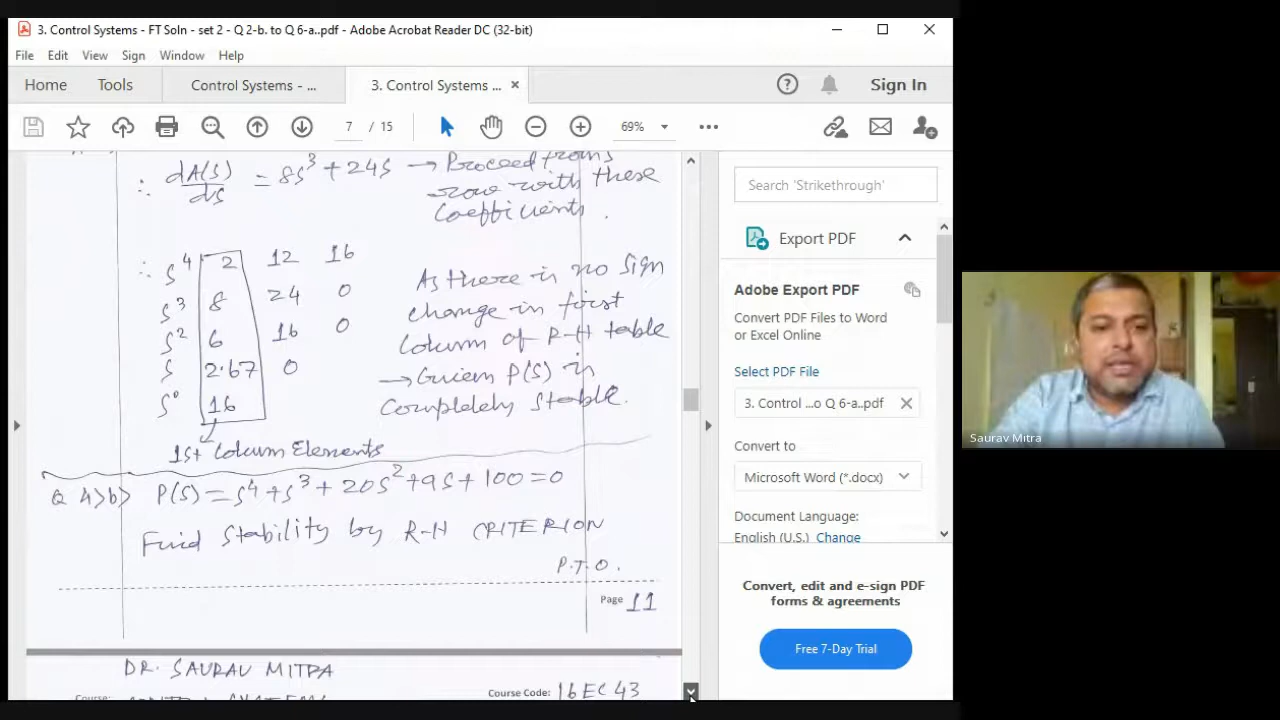 3. Control Systems - FT Soln - set 2 - Q 2-b. to Q 6-a..pdf - Adobe Acrobat Reader DC (32-bit)
File Edit View Sign Window Help
Home Tools Control Systems - ... 3. Control Systems ... × Sign In
7 / 15 69%
∴ dA(S)/dS = 8S³ + 24S → Proceed from S
row with these
coefficients.
∴ S⁴ 2 12 16
S³ 8 24 0
S² 6 16 0
S 2.67 0
S⁰ 16
1st Column Elements
As there is no sign
change in first
column of R-H table
→ Given P(S) is
Completely stable.
Q 4>b> P(S) = S⁴ + S³ + 20S² + 9S + 100 = 0
Find Stability by R-H CRITERION
P.T.O.
Page 11
DR. SAURAV MITRA
Course:
Course Code: 16EC43
Search 'Strikethrough'
Export PDF
Adobe Export PDF
Convert PDF Files to Word
or Excel Online
Select PDF File
3. Control ...o Q 6-a..pdf ×
Convert to
Microsoft Word (*.docx)
Document Language:
English (U.S.) Change
Convert, edit and e-sign PDF
forms & agreements
Free 7-Day Trial
Saurav Mitra